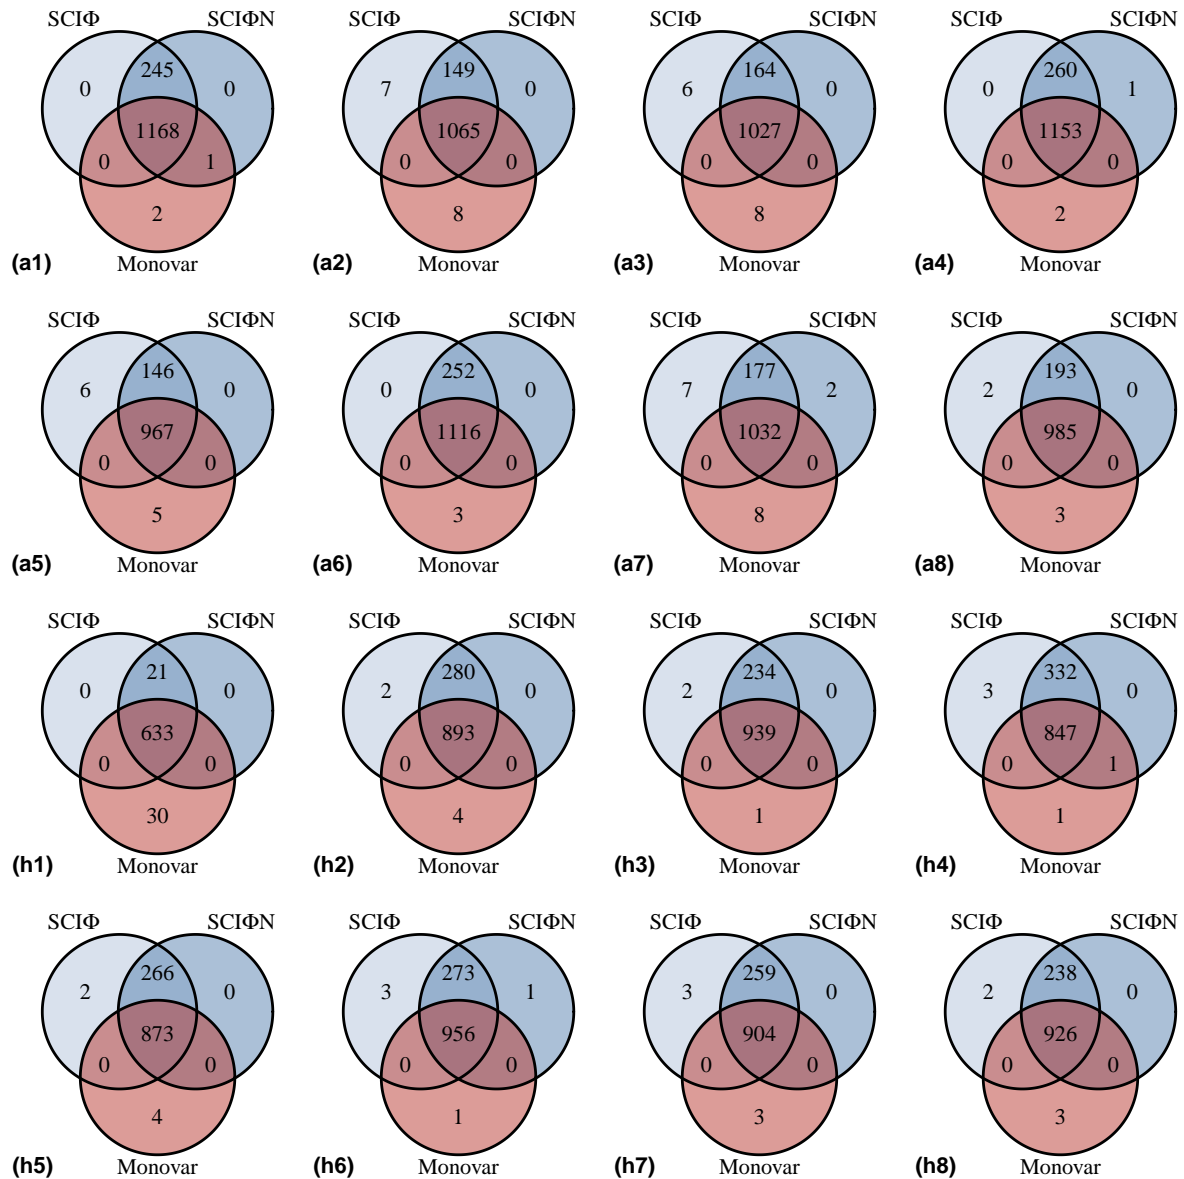 SCIΦ SCIΦN SCIΦ SCIΦN SCIΦ SCIΦN SCIΦ SCIΦN
245 149 164 260
0 0 7 0 6 0 0 1
1168 1065 1027 1153
0 1 0 0 0 0 0 0
2 8 8 2
(a1) Monovar (a2) Monovar (a3) Monovar (a4) Monovar
SCIΦ SCIΦN SCIΦ SCIΦN SCIΦ SCIΦN SCIΦ SCIΦN
146 252 177 193
6 0 0 0 7 2 2 0
967 1116 1032 985
0 0 0 0 0 0 0 0
5 3 8 3
(a5) Monovar (a6) Monovar (a7) Monovar (a8) Monovar
SCIΦ SCIΦN SCIΦ SCIΦN SCIΦ SCIΦN SCIΦ SCIΦN
21 280 234 332
0 0 2 0 2 0 3 0
633 893 939 847
0 0 0 0 0 0 0 1
30 4 1 1
(h1) Monovar (h2) Monovar (h3) Monovar (h4) Monovar
SCIΦ SCIΦN SCIΦ SCIΦN SCIΦ SCIΦN SCIΦ SCIΦN
266 273 259 238
2 0 3 1 3 0 2 0
873 956 904 926
0 0 0 0 0 0 0 0
4 1 3 3
(h5) Monovar (h6) Monovar (h7) Monovar (h8) Monovar